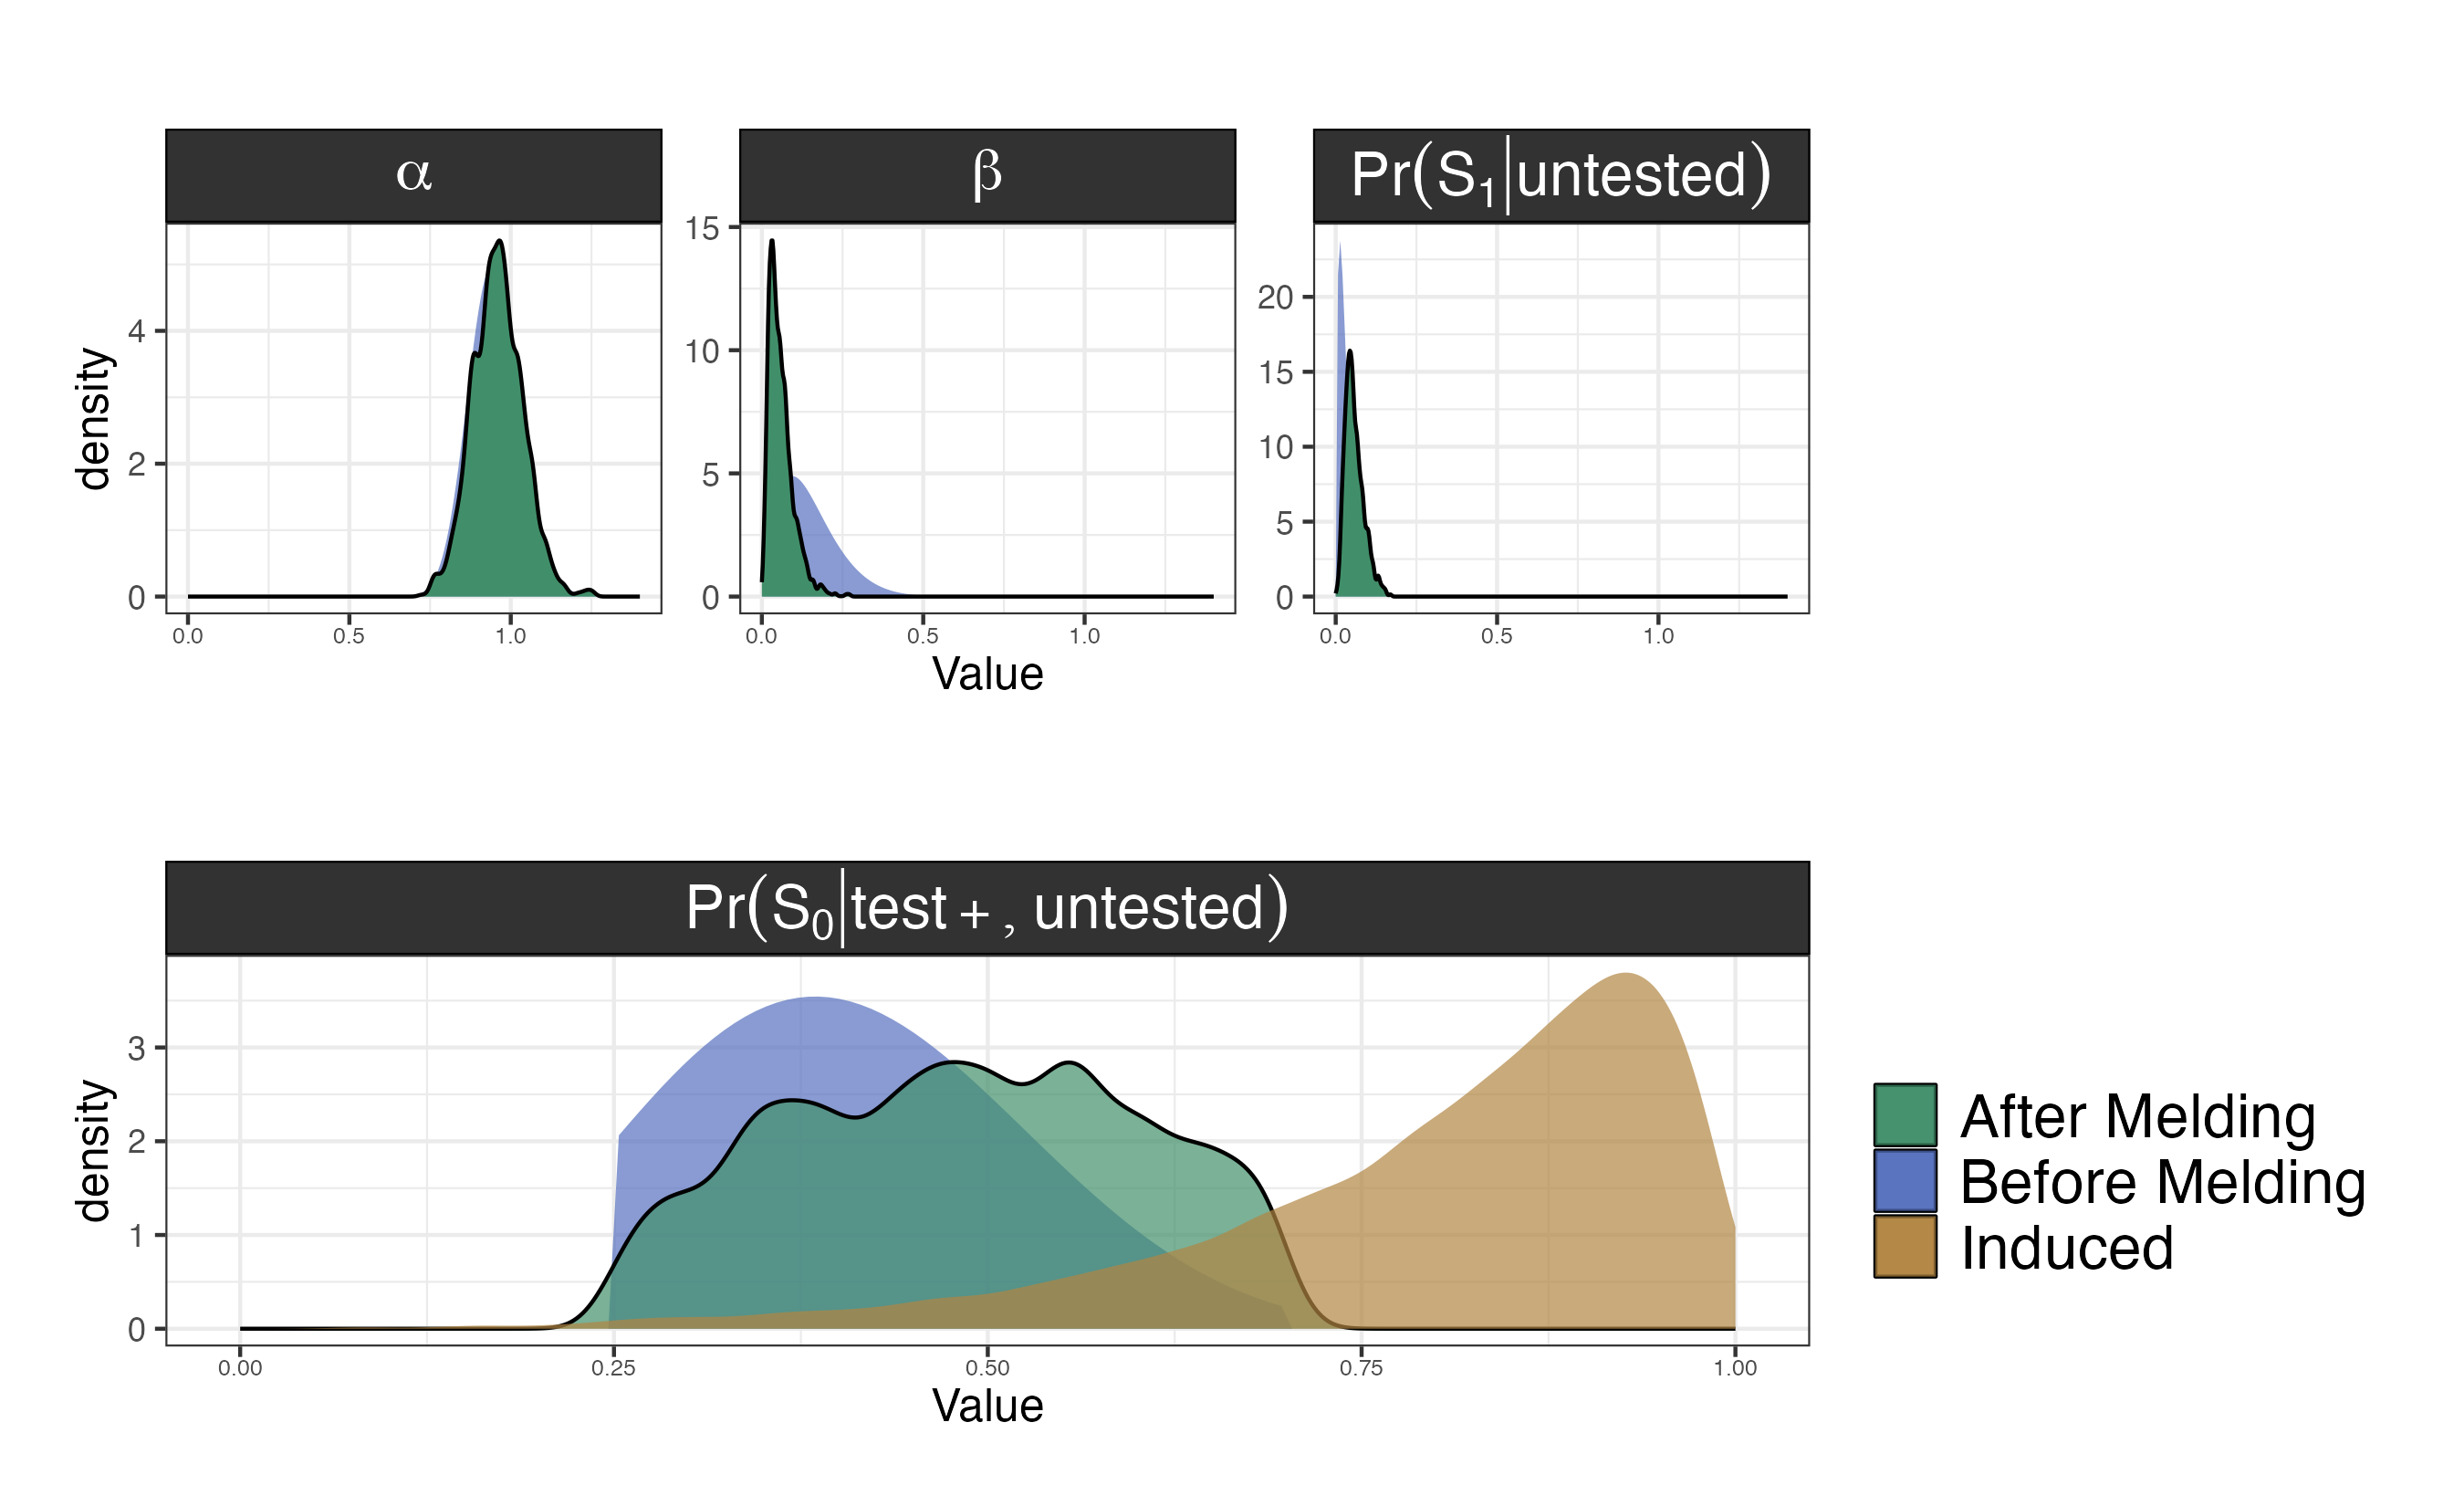 α β Pr(S₁|untested)
density
15
4 10 20
15
2 5 10
5
0 0 0
0.0 0.5 1.0 0.0 0.5 1.0 0.0 0.5 1.0
Value
Pr(S₀|test +, untested)
density
3
2
1
0
0.00 0.25 0.50 0.75 1.00
Value
After Melding
Before Melding
Induced